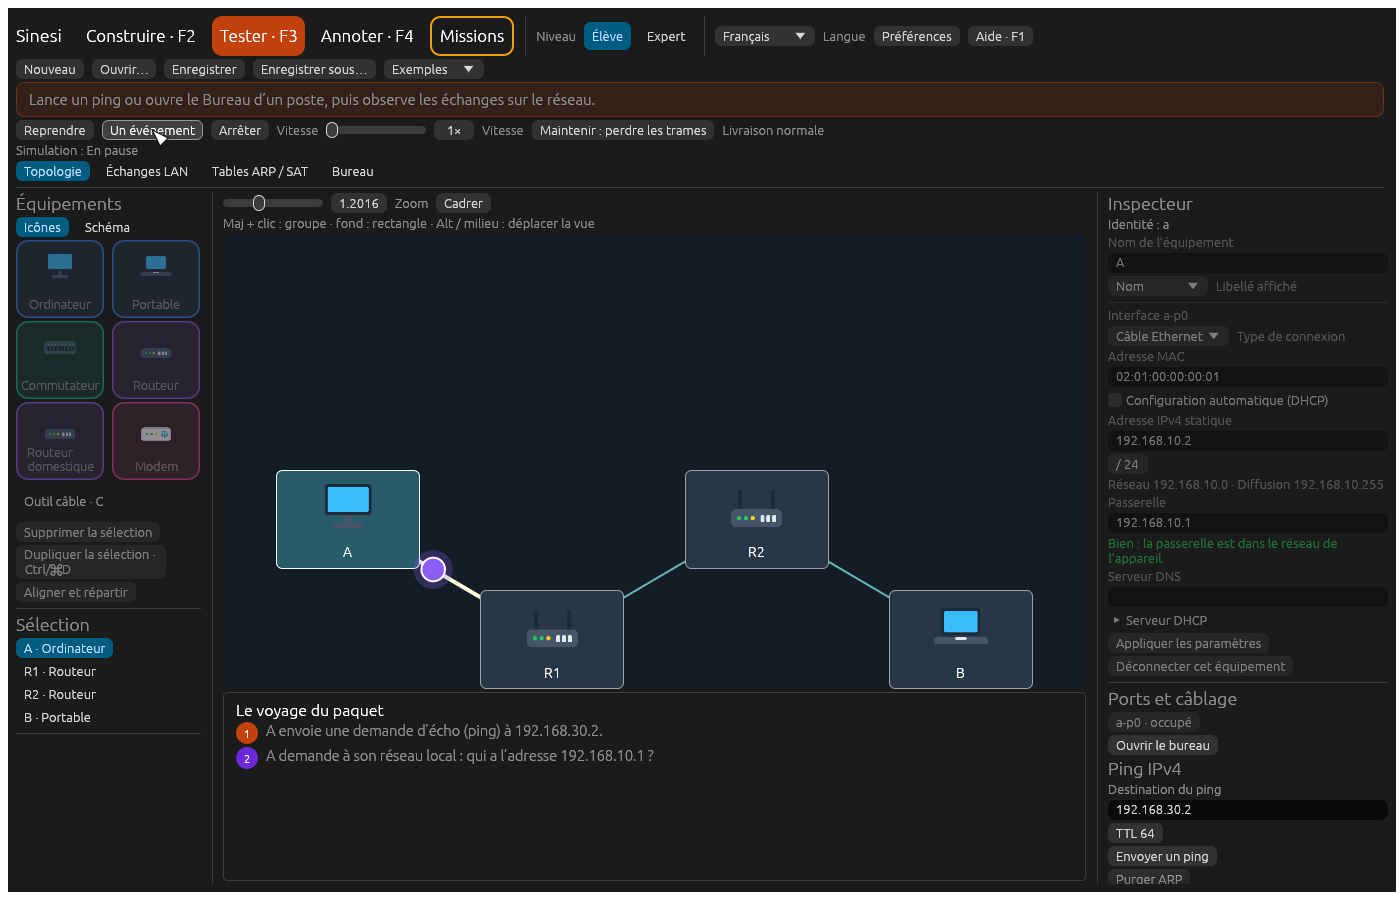 Sinesi Construire · F2 Tester · F3 Annoter · F4 Missions Niveau Élève Expert Français Langue Préférences Aide · F1
Nouveau Ouvrir… Enregistrer Enregistrer sous… Exemples
Lance un ping ou ouvre le Bureau d’un poste, puis observe les échanges sur le réseau.
Reprendre Un événement Arrêter Vitesse 1× Vitesse Maintenir : perdre les trames Livraison normale
Simulation : En pause
Topologie Échanges LAN Tables ARP / SAT Bureau
Équipements
Icônes Schéma
Ordinateur Portable
Commutateur Routeur
Routeur domestique Modem
Outil câble · C
Supprimer la sélection
Dupliquer la sélection ·
Ctrl/⌘D
Aligner et répartir
Sélection
A · Ordinateur
R1 · Routeur
R2 · Routeur
B · Portable
1.2016 Zoom Cadrer
Maj + clic : groupe · fond : rectangle · Alt / milieu : déplacer la vue
A
R2
R1
B
Le voyage du paquet
1 A envoie une demande d’écho (ping) à 192.168.30.2.
2 A demande à son réseau local : qui a l’adresse 192.168.10.1 ?
Inspecteur
Identité : a
Nom de l’équipement
A
Nom Libellé affiché
Interface a-p0
Câble Ethernet Type de connexion
Adresse MAC
02:01:00:00:00:01
Configuration automatique (DHCP)
Adresse IPv4 statique
192.168.10.2
/ 24
Réseau 192.168.10.0 · Diffusion 192.168.10.255
Passerelle
192.168.10.1
Bien : la passerelle est dans le réseau de
l’appareil.
Serveur DNS
Serveur DHCP
Appliquer les paramètres
Déconnecter cet équipement
Ports et câblage
a-p0 · occupé
Ouvrir le bureau
Ping IPv4
Destination du ping
192.168.30.2
TTL 64
Envoyer un ping
Purger ARP